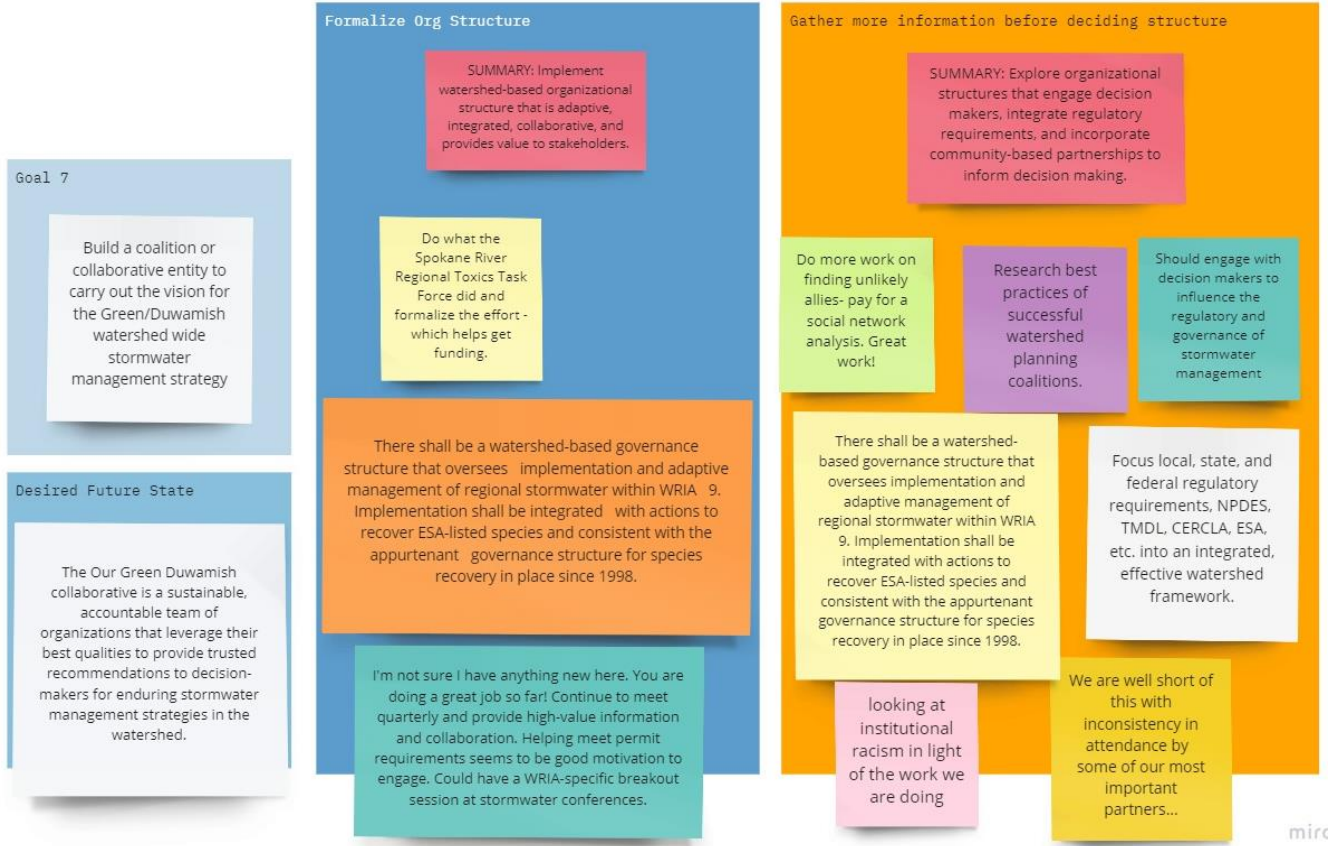 Goal 7
Build a coalition or
collaborative entity to
carry out the vision for
the Green/Duwamish
watershed wide
stormwater
management strategy
Desired Future State
The Our Green Duwamish
collaborative is a sustainable,
accountable team of
organizations that leverage their
best qualities to provide trusted
recommendations to decision-
makers for enduring stormwater
management strategies in the
watershed.
Formalize Org Structure
SUMMARY: Implement
watershed-based organizational
structure that is adaptive,
integrated, collaborative, and
provides value to stakeholders.
Do what the
Spokane River
Regional Toxics Task
Force did and
formalize the effort -
which helps get
funding.
There shall be a watershed-based governance
structure that oversees implementation and adaptive
management of regional stormwater within WRIA 9.
Implementation shall be integrated with actions to
recover ESA-listed species and consistent with the
appurtenant governance structure for species
recovery in place since 1998.
I'm not sure I have anything new here. You are
doing a great job so far! Continue to meet
quarterly and provide high-value information
and collaboration. Helping meet permit
requirements seems to be good motivation to
engage. Could have a WRIA-specific breakout
session at stormwater conferences.
Gather more information before deciding structure
SUMMARY: Explore organizational
structures that engage decision
makers, integrate regulatory
requirements, and incorporate
community-based partnerships to
inform decision making.
Do more work on
finding unlikely
allies- pay for a
social network
analysis. Great
work!
Research best
practices of
successful
watershed
planning
coalitions.
Should engage with
decision makers to
influence the
regulatory and
governance of
stormwater
management
There shall be a watershed-
based governance structure that
oversees implementation and
adaptive management of
regional stormwater within WRIA
9. Implementation shall be
integrated with actions to
recover ESA-listed species and
consistent with the appurtenant
governance structure for species
recovery in place since 1998.
Focus local, state, and
federal regulatory
requirements, NPDES,
TMDL, CERCLA, ESA,
etc. into an integrated,
effective watershed
framework.
looking at
institutional
racism in light
of the work we
are doing
We are well short of
this with
inconsistency in
attendance by
some of our most
important
partners...